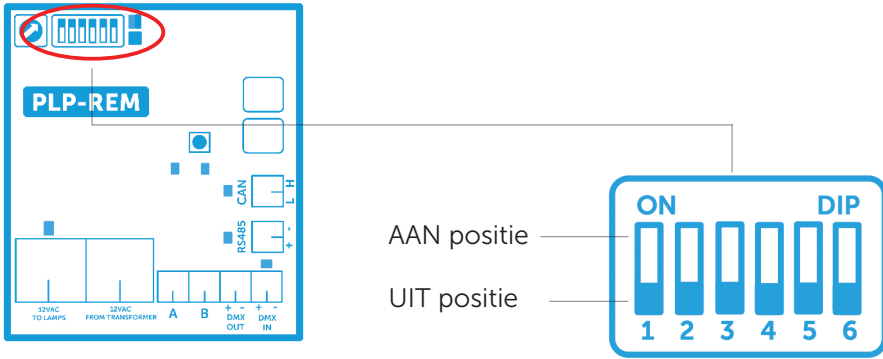 PLP-REM
CAN
H
L
RS485
-
+
12VAC
TO LAMPS
12VAC
FROM TRANSFORMER
A
B
+ -
DMX
OUT
+ -
DMX
IN
ON DIP
AAN positie
UIT positie
1 2 3 4 5 6